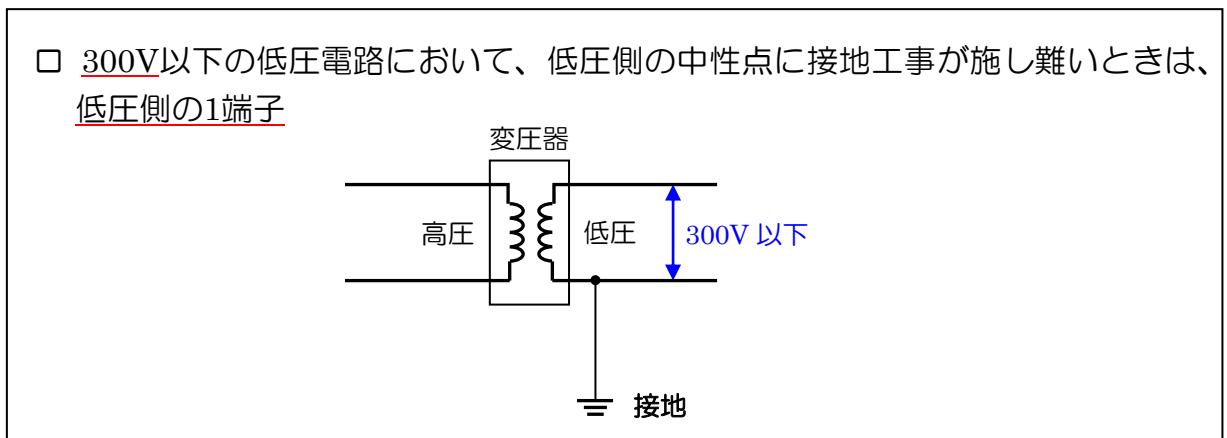 ロ 300V以下の低圧電路において、低圧側の中性点に接地工事が施し難いときは、
低圧側の1端子
変圧器
高圧
低圧
300V 以下
接地